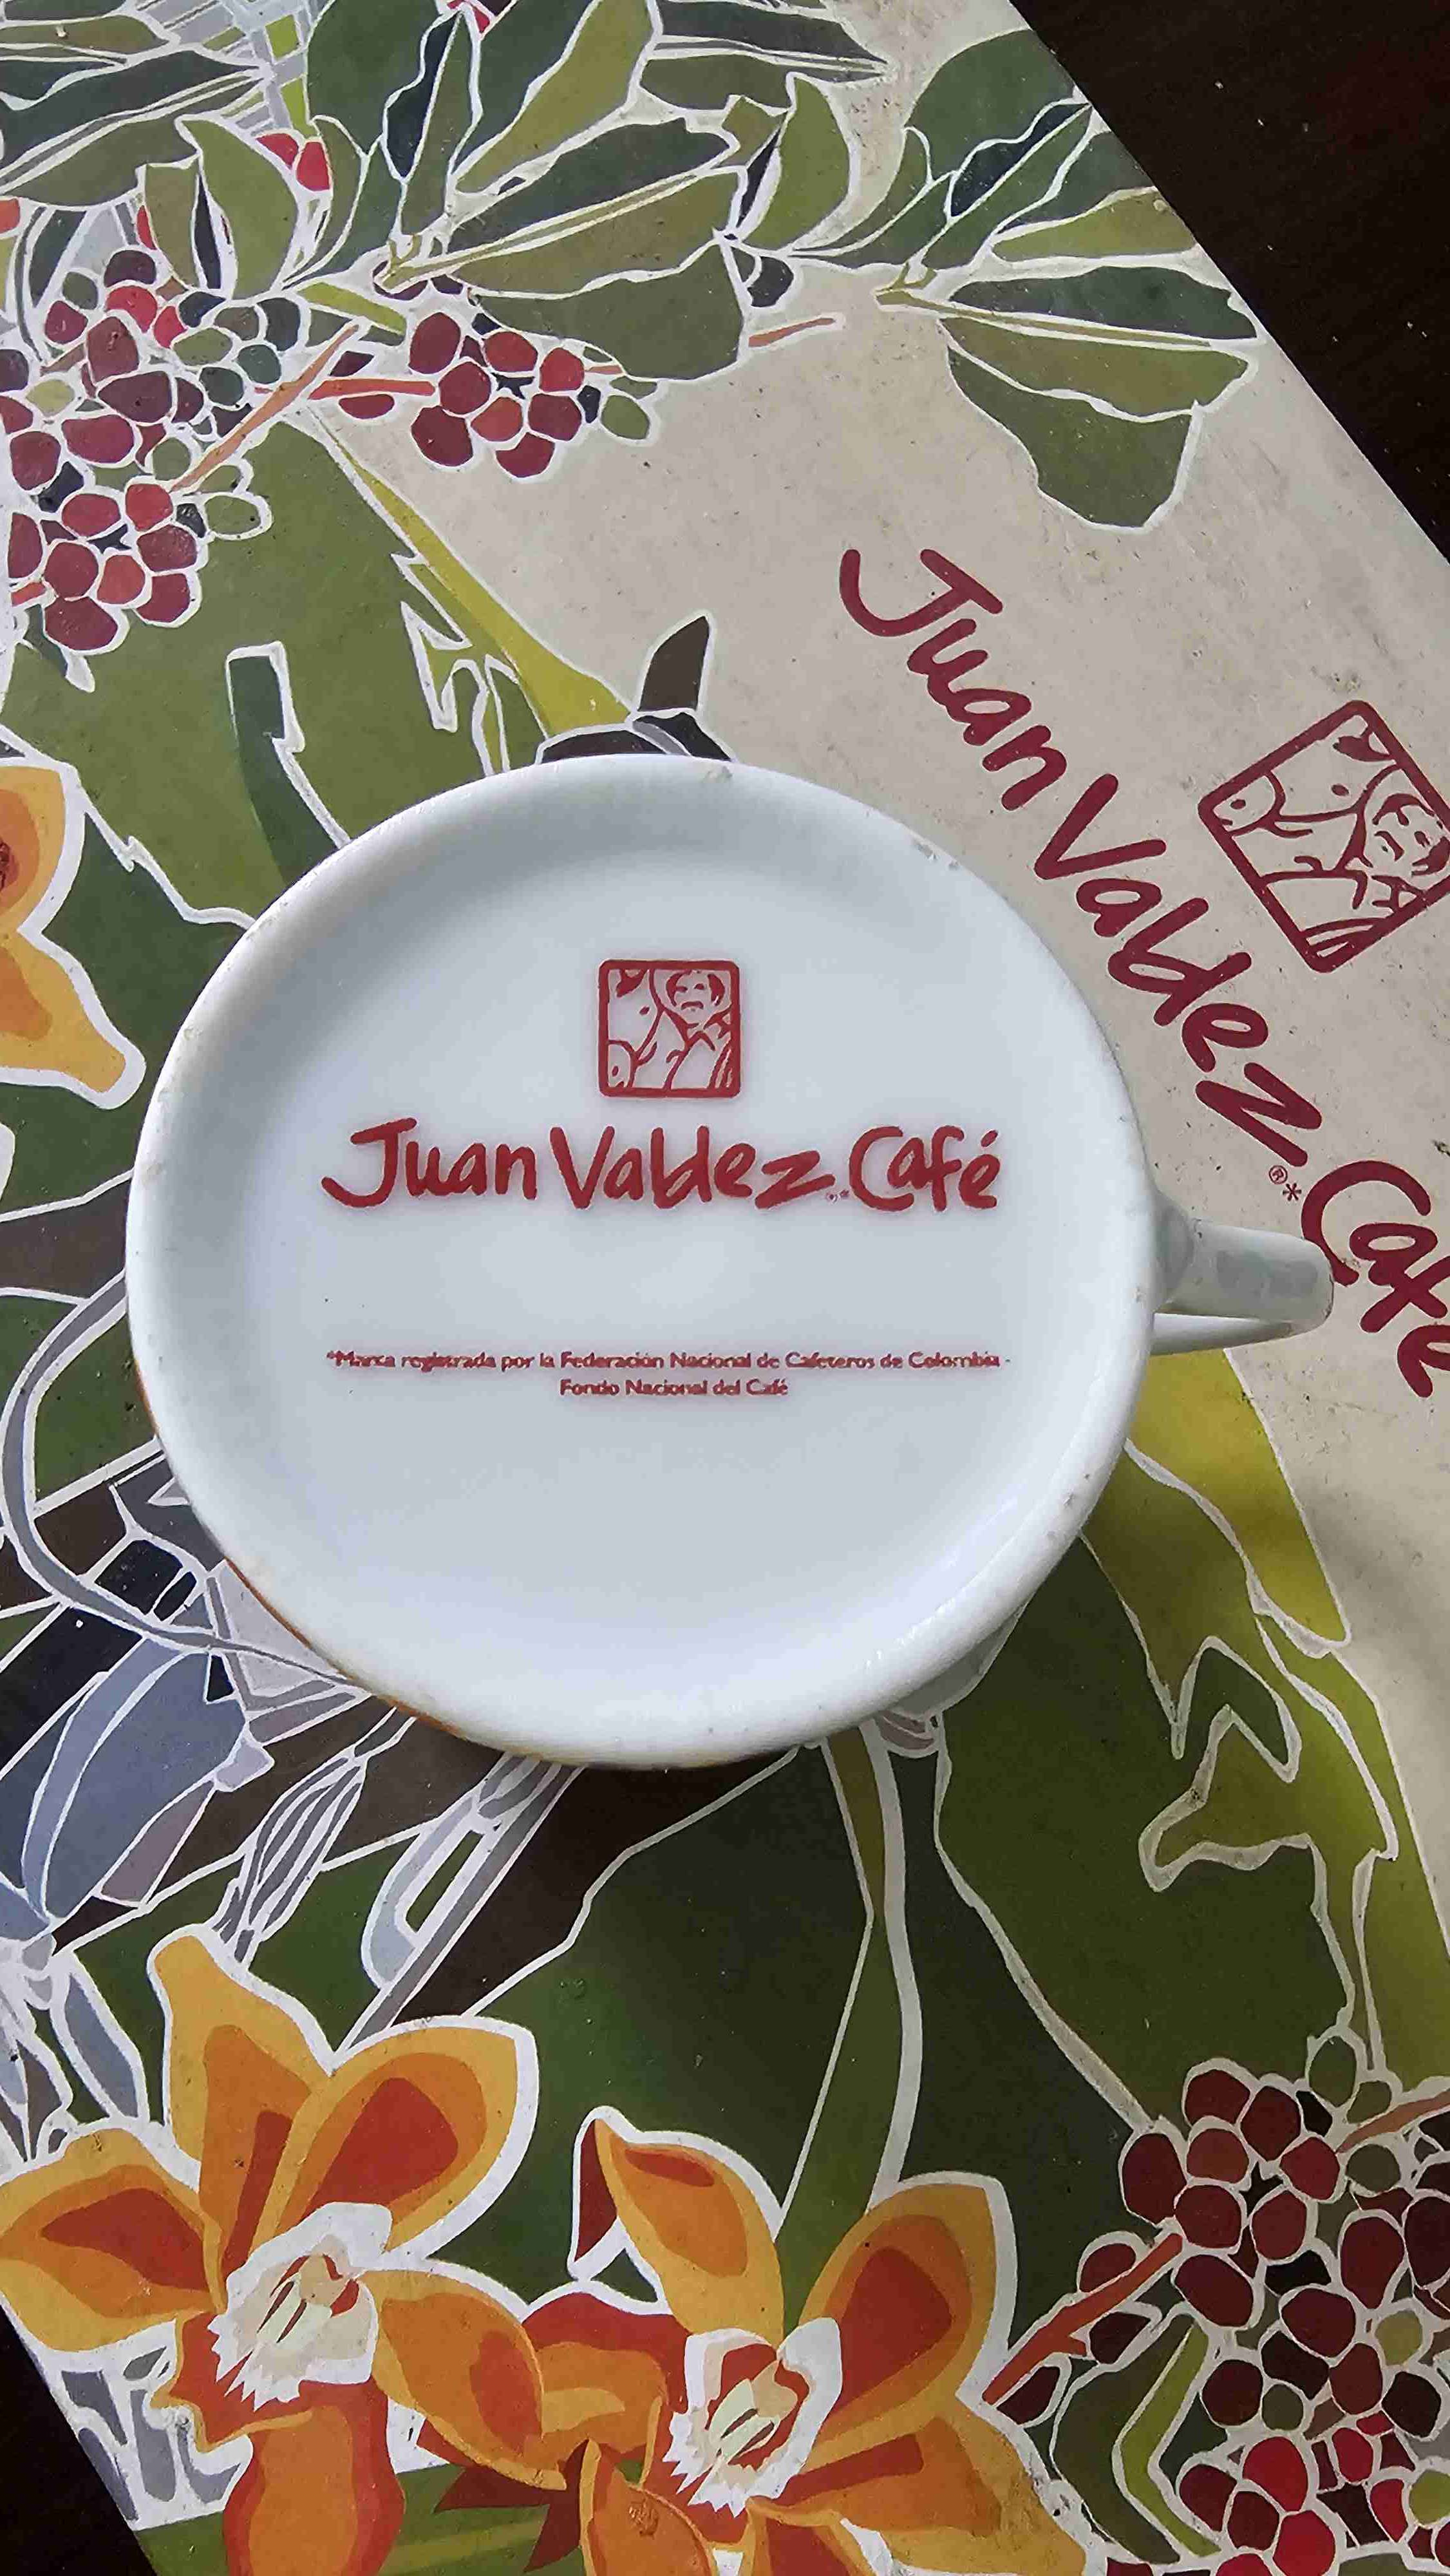 Juan Valdez®* Café
Juan Valdez®* Café
*Marca registrada por la Federación Nacional de Cafeteros de Colombia -
Fondo Nacional del Café